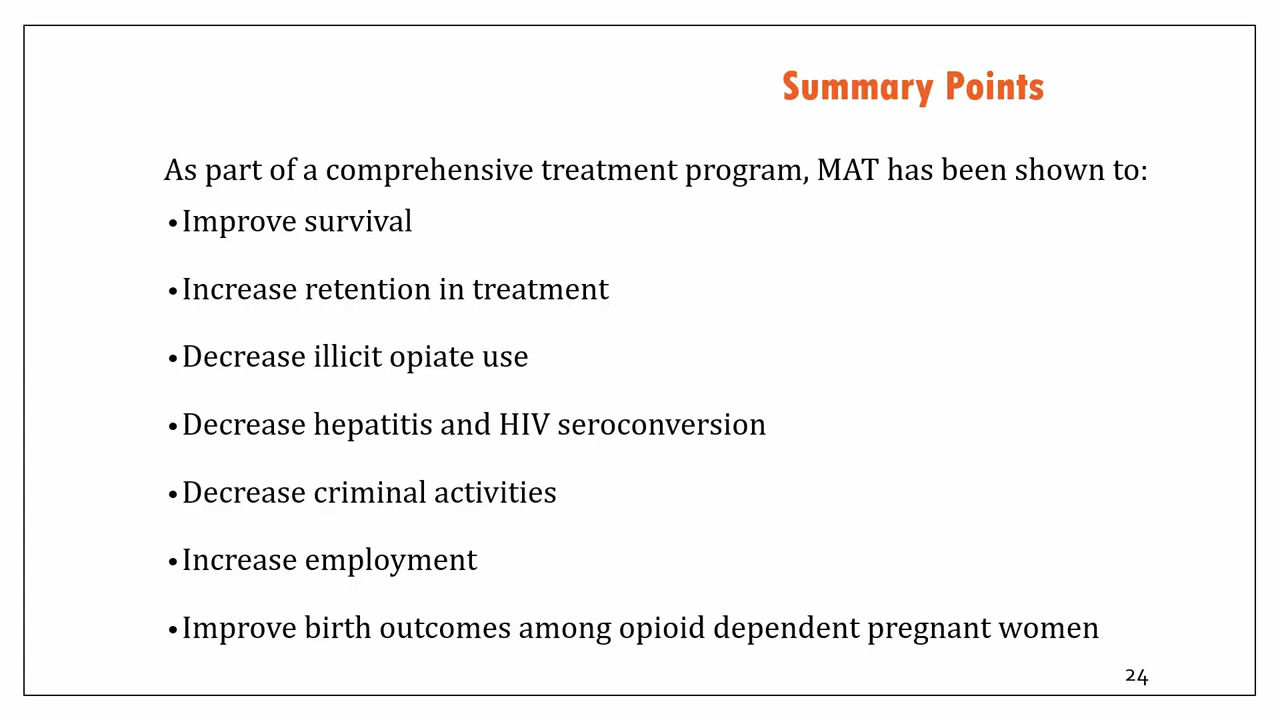 Summary Points
As part of a comprehensive treatment program, MAT has been shown to:
•Improve survival
•Increase retention in treatment
•Decrease illicit opiate use
•Decrease hepatitis and HIV seroconversion
•Decrease criminal activities
•Increase employment
•Improve birth outcomes among opioid dependent pregnant women
24